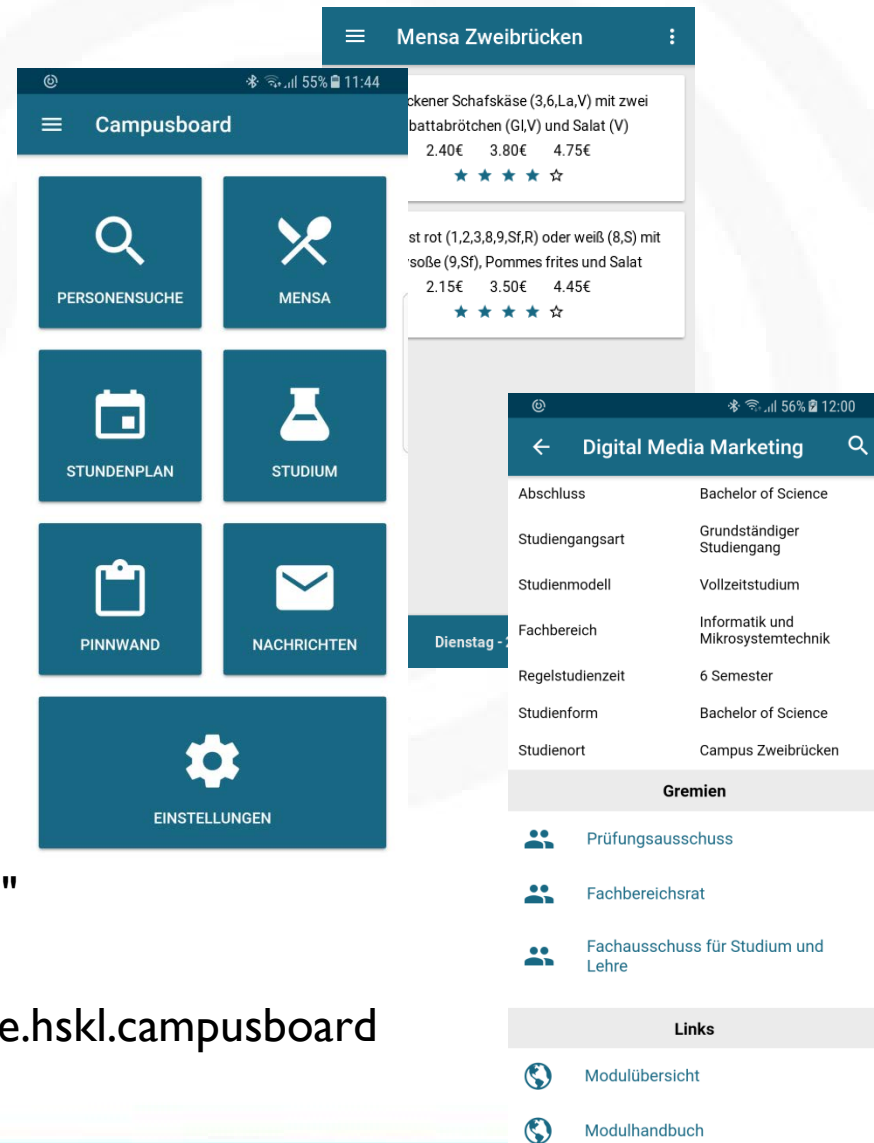 Mensa Zweibrücken
ckener Schafskäse (3,6,La,V) mit zwei
battabrötchen (Gl,V) und Salat (V)
2.40€ 3.80€ 4.75€
st rot (1,2,3,8,9,Sf,R) oder weiß (8,S) mit
soße (9,Sf), Pommes frites und Salat
2.15€ 3.50€ 4.45€
Dienstag -
55% 11:44
Campusboard
PERSONENSUCHE
MENSA
STUNDENPLAN
STUDIUM
PINNWAND
NACHRICHTEN
EINSTELLUNGEN
56% 12:00
Digital Media Marketing
Abschluss Bachelor of Science
Studiengangsart Grundständiger
Studiengang
Studienmodell Vollzeitstudium
Fachbereich Informatik und
Mikrosystemtechnik
Regelstudienzeit 6 Semester
Studienform Bachelor of Science
Studienort Campus Zweibrücken
Gremien
Prüfungsausschuss
Fachbereichsrat
Fachausschuss für Studium und
Lehre
Links
Modulübersicht
Modulhandbuch
"
e.hskl.campusboard